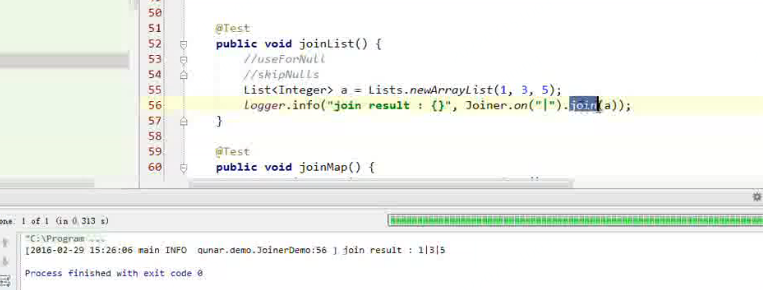 50
51 @Test
52 public void joinList() {
53 //useForNull
54 //skipNulls
55 List<Integer> a = Lists.newArrayList(1, 3, 5);
56 logger.info("join result : {}", Joiner.on("|").join(a));
57 }
58
59 @Test
60 public void joinMap() {
1 of 1 (in 0.313 s)
"C:\Program ...
[2016-02-29 15:26:06 main INFO qunar.demo.JoinerDemo:56 ] join result : 1|3|5
Process finished with exit code 0